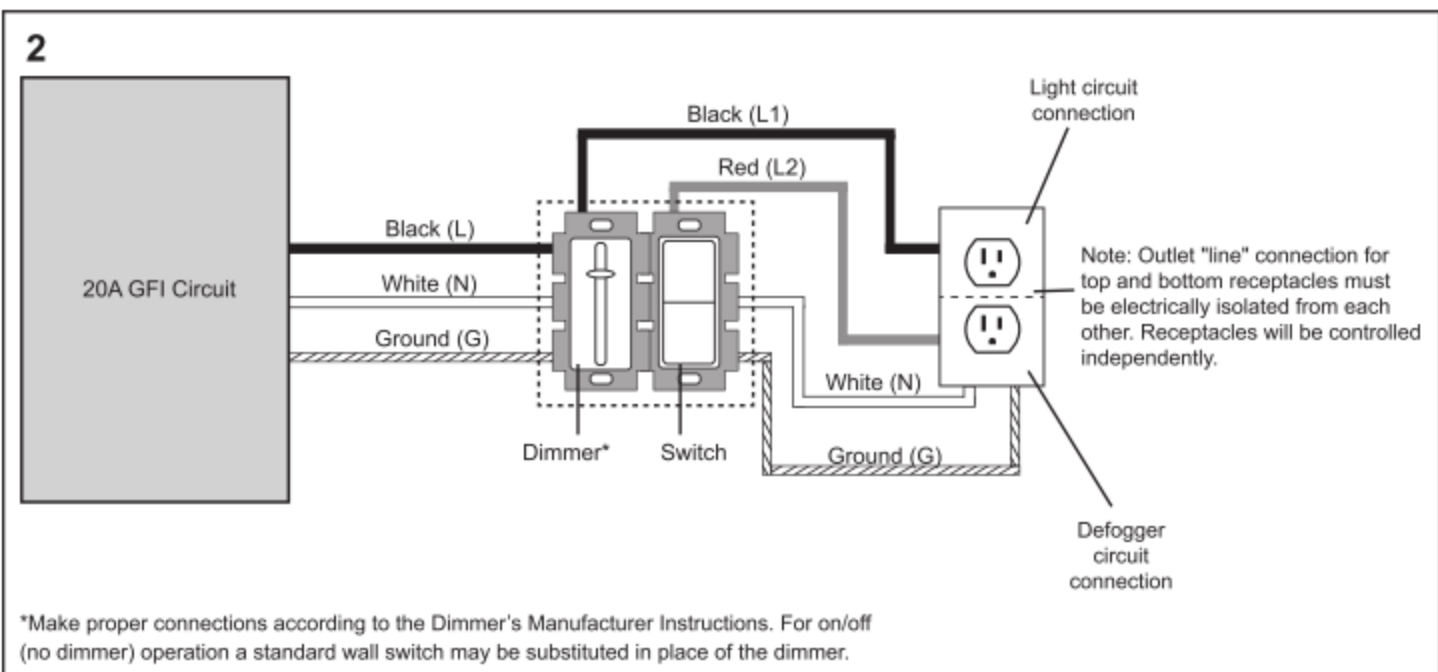 2
Light circuit
connection
Black (L1)
Red (L2)
Black (L)
White (N)
Ground (G)
20A GFI Circuit
Note: Outlet "line" connection for
top and bottom receptacles must
be electrically isolated from each
other. Receptacles will be controlled
independently.
White (N)
Dimmer*
Switch
Ground (G)
Defogger
circuit
connection
*Make proper connections according to the Dimmer's Manufacturer Instructions. For on/off
(no dimmer) operation a standard wall switch may be substituted in place of the dimmer.